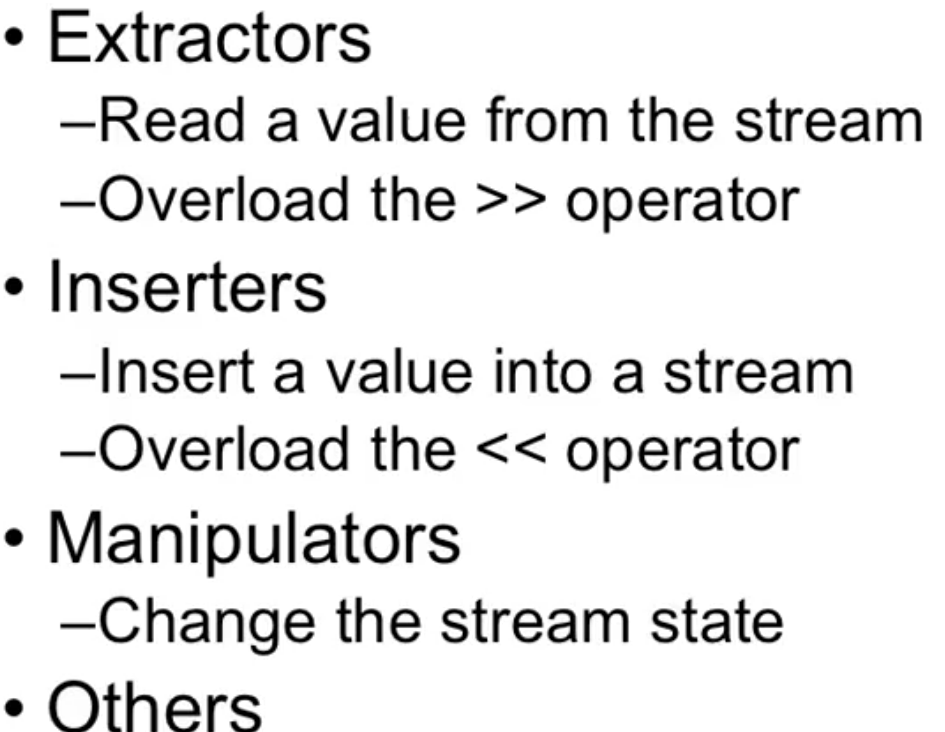 • Extractors
–Read a value from the stream
–Overload the >> operator
• Inserters
–Insert a value into a stream
–Overload the << operator
• Manipulators
–Change the stream state
• Others